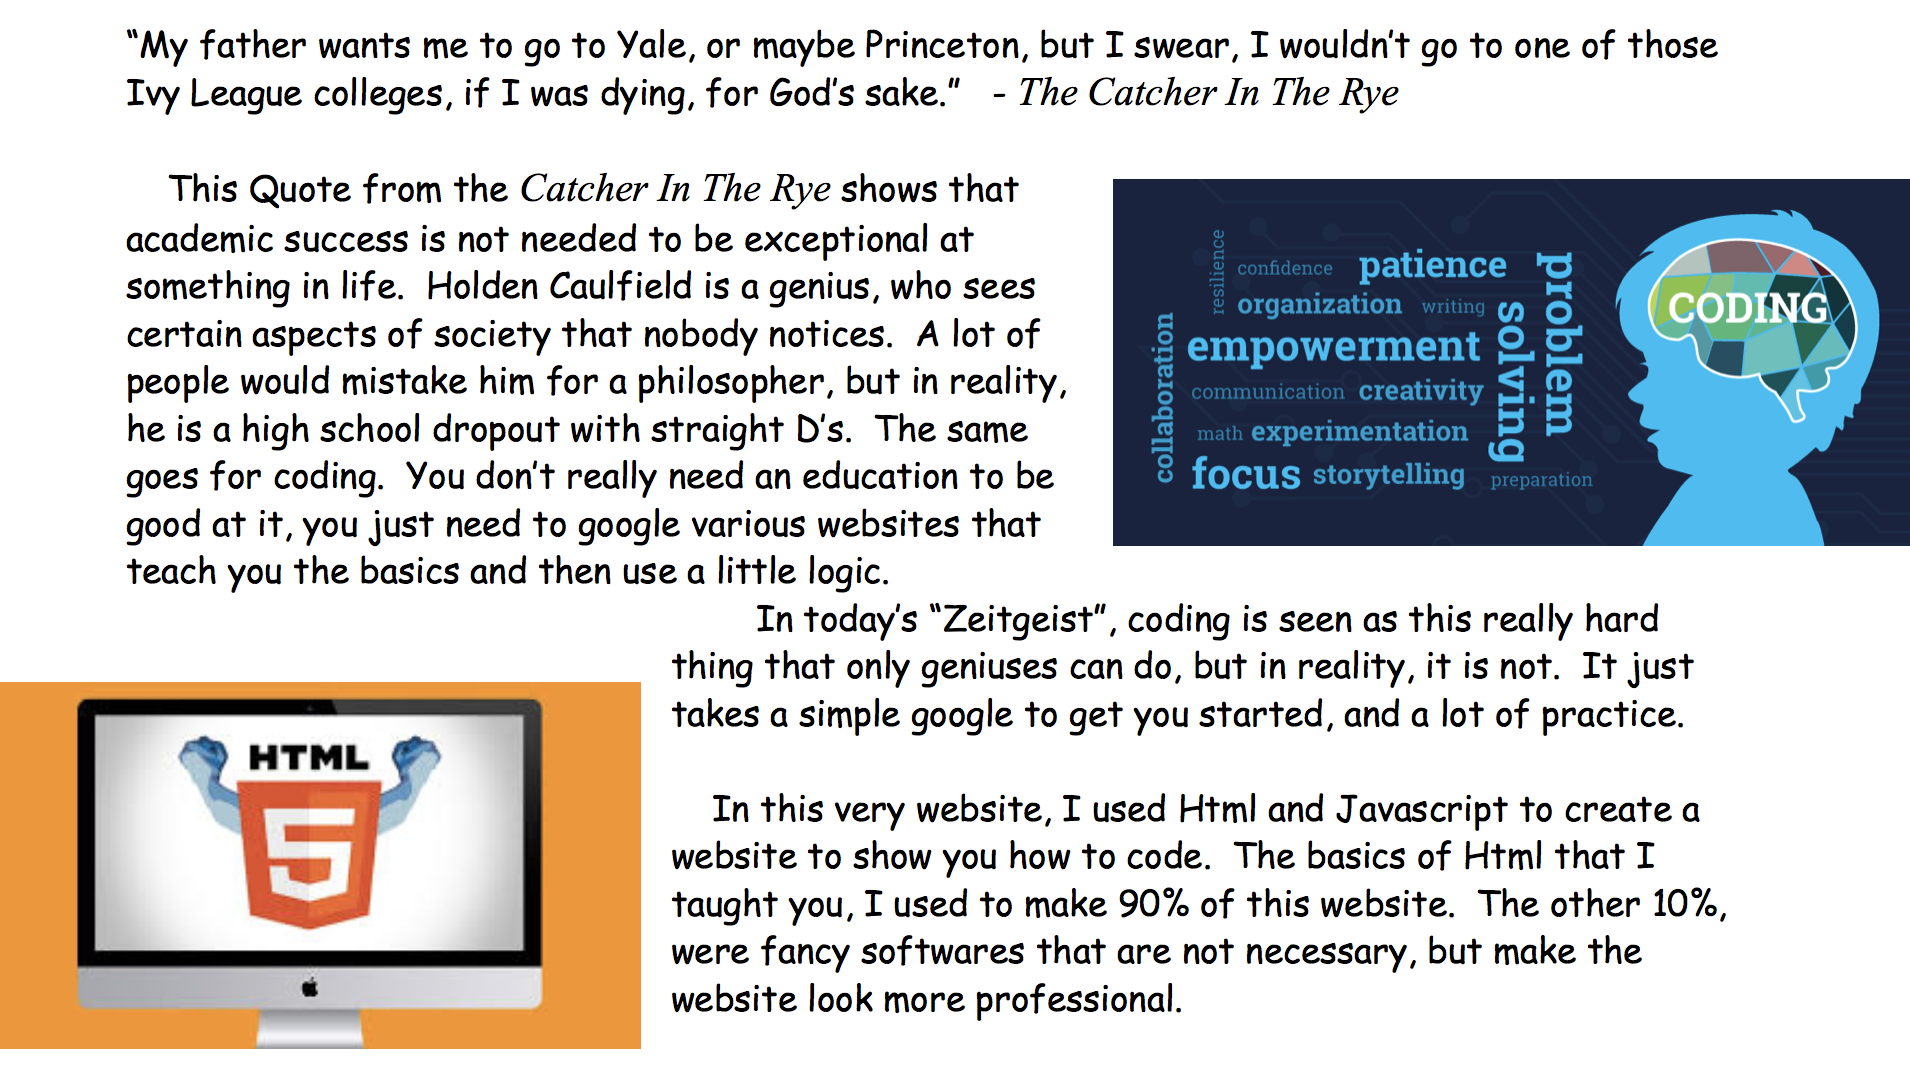 “My father wants me to go to Yale, or maybe Princeton, but I swear, I wouldn’t go to one of those
Ivy League colleges, if I was dying, for God’s sake.” - The Catcher In The Rye
This Quote from the Catcher In The Rye shows that
academic success is not needed to be exceptional at
something in life. Holden Caulfield is a genius, who sees
certain aspects of society that nobody notices. A lot of
people would mistake him for a philosopher, but in reality,
he is a high school dropout with straight D’s. The same
goes for coding. You don’t really need an education to be
good at it, you just need to google various websites that
teach you the basics and then use a little logic.
resilience
confidence
patience
organization
writing
empowerment
collaboration
communication
creativity
math
experimentation
focus
storytelling
problem
solving
preparation
CODING
In today’s “Zeitgeist”, coding is seen as this really hard
thing that only geniuses can do, but in reality, it is not. It just
takes a simple google to get you started, and a lot of practice.
HTML
5
In this very website, I used Html and Javascript to create a
website to show you how to code. The basics of Html that I
taught you, I used to make 90% of this website. The other 10%,
were fancy softwares that are not necessary, but make the
website look more professional.